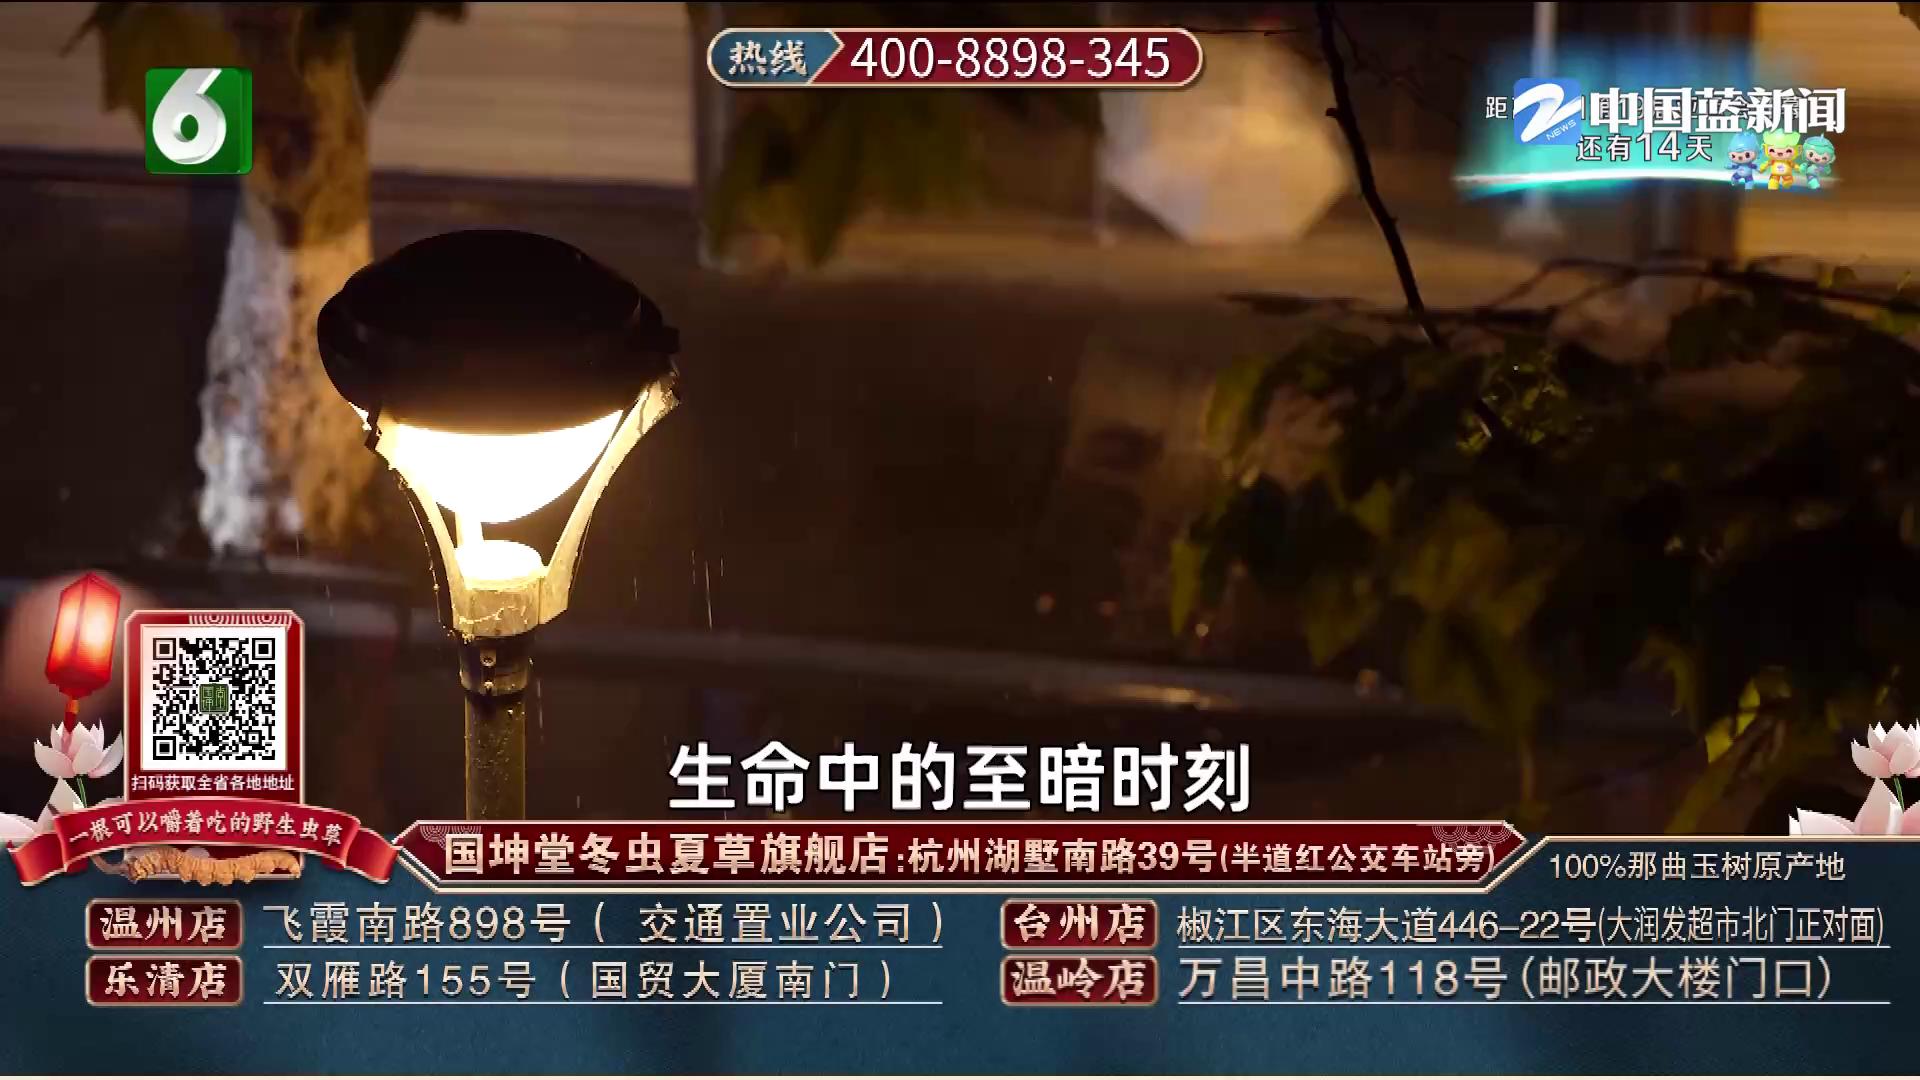 6
热线 400-8898-345
中国蓝新闻
NEWS
还有14天
扫码获取全省各地地址
一根可以嚼着吃的野生虫草
生命中的至暗时刻
国坤堂冬虫夏草旗舰店:杭州湖墅南路39号(半道红公交车站旁)
100%那曲玉树原产地
温州店 飞霞南路898号(交通置业公司)
台州店 椒江区东海大道446-22号(大润发超市北门正对面)
乐清店 双雁路155号(国贸大厦南门)
温岭店 万昌中路118号(邮政大楼门口)